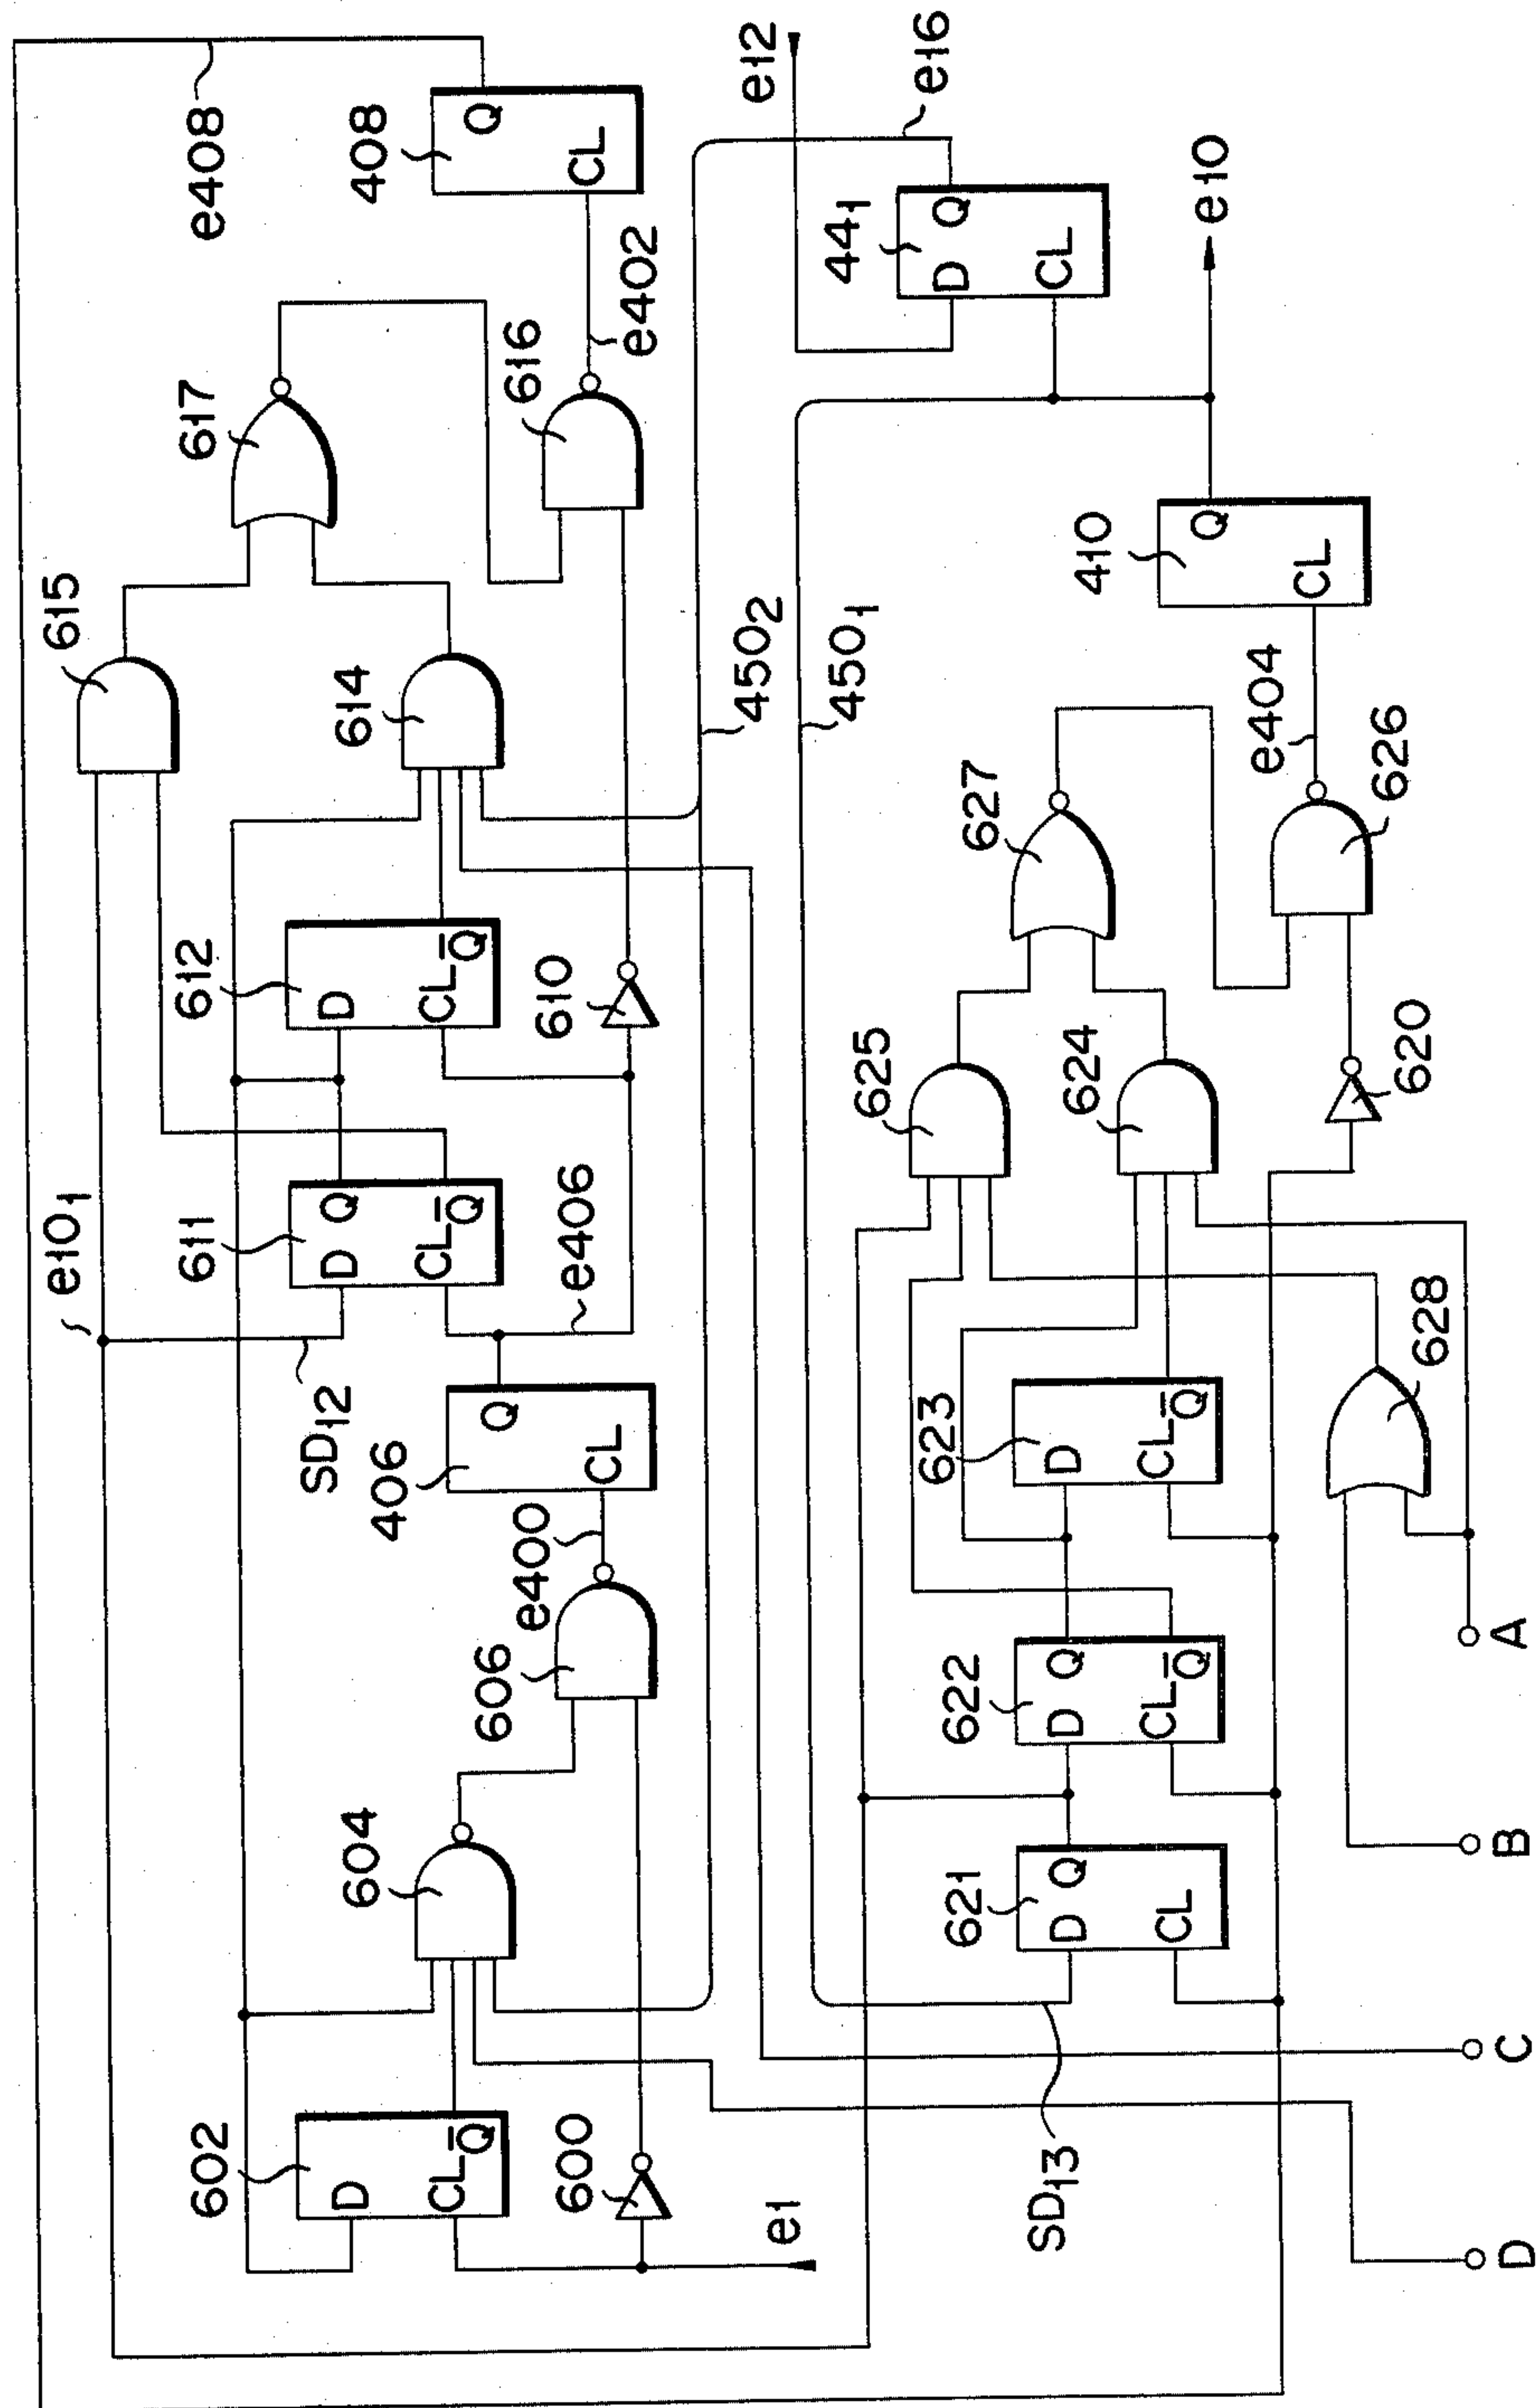 e408
408
Q
CL
e12
e16
e402
617
616
44₁
D Q
CL
e10
615
614
450₂
450₁
410
Q
CL
e404
612
D
CL Q̅
610
627
626
e10₁
611
D Q
CL Q̅
e406
625
624
620
SD₁₂
406
Q
CL
e400
623
D
CL Q̅
628
606
622
D Q
CL Q̅
A
604
621
D Q
CL
B
602
D
CL Q̅
600
e1
SD₁₃
C
D